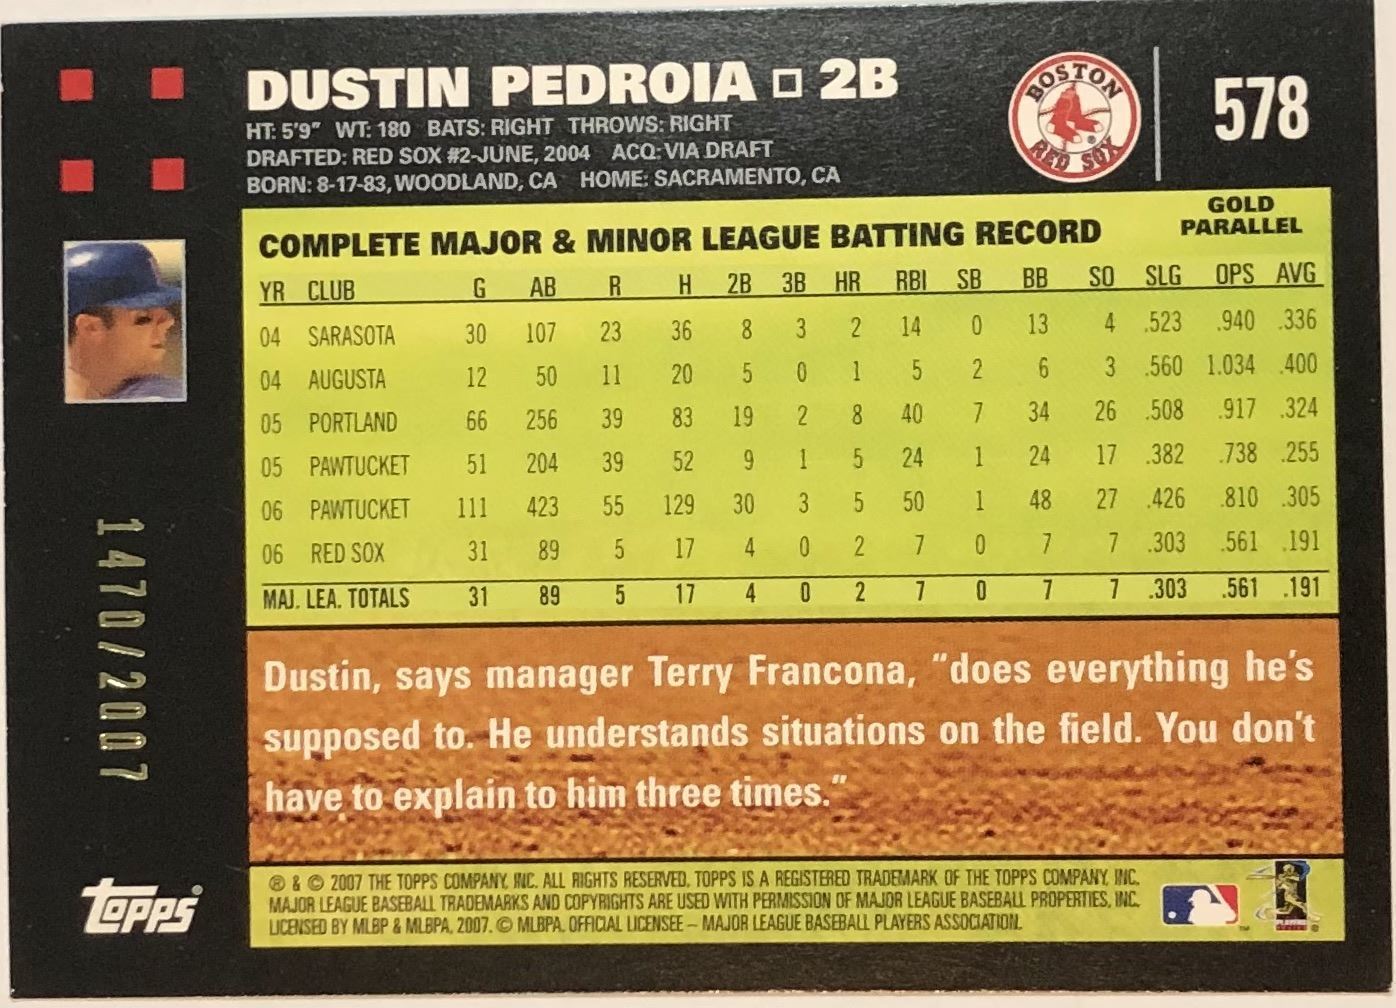 DUSTIN PEDROIA □ 2B
HT: 5'9" WT: 180 BATS: RIGHT THROWS: RIGHT
DRAFTED: RED SOX #2-JUNE, 2004 ACQ: VIA DRAFT
BORN: 8-17-83, WOODLAND, CA HOME: SACRAMENTO, CA
BOSTON
RED SOX
578
COMPLETE MAJOR & MINOR LEAGUE BATTING RECORD
GOLD
PARALLEL
YR CLUB G AB R H 2B 3B HR RBI SB BB SO SLG OPS AVG
04 SARASOTA 30 107 23 36 8 3 2 14 0 13 4 .523 .940 .336
04 AUGUSTA 12 50 11 20 5 0 1 5 2 6 3 .560 1.034 .400
05 PORTLAND 66 256 39 83 19 2 8 40 7 34 26 .508 .917 .324
05 PAWTUCKET 51 204 39 52 9 1 5 24 1 24 17 .382 .738 .255
06 PAWTUCKET 111 423 55 129 30 3 5 50 1 48 27 .426 .810 .305
06 RED SOX 31 89 5 17 4 0 2 7 0 7 7 .303 .561 .191
MAJ. LEA. TOTALS 31 89 5 17 4 0 2 7 0 7 7 .303 .561 .191
1470/2007
Dustin, says manager Terry Francona, "does everything he's
supposed to. He understands situations on the field. You don't
have to explain to him three times."
Topps
® & © 2007 THE TOPPS COMPANY, INC. ALL RIGHTS RESERVED. TOPPS IS A REGISTERED TRADEMARK OF THE TOPPS COMPANY, INC.
MAJOR LEAGUE BASEBALL TRADEMARKS AND COPYRIGHTS ARE USED WITH PERMISSION OF MAJOR LEAGUE BASEBALL PROPERTIES, INC.
LICENSED BY MLBP & MLBPA, 2007. © MLBPA. OFFICIAL LICENSEE – MAJOR LEAGUE BASEBALL PLAYERS ASSOCIATION.